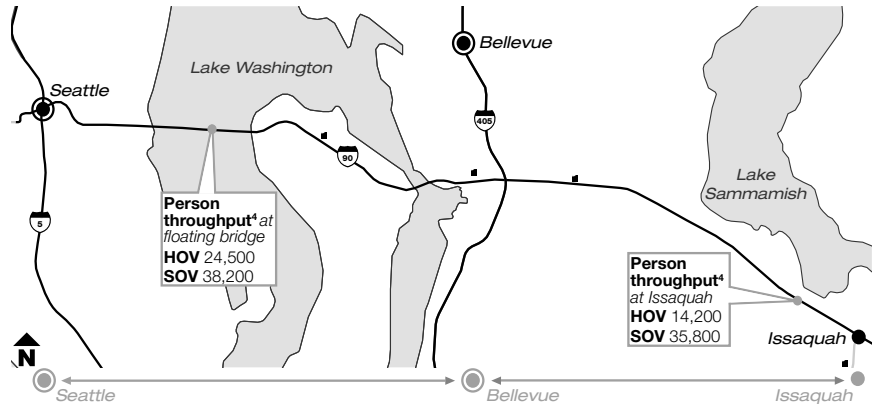 Lake Washington
Bellevue
Seattle
405
90
Lake
Sammamish
Person
throughput⁴ at
floating bridge
HOV 24,500
SOV 38,200
5
Person
throughput⁴
at Issaquah
HOV 14,200
SOV 35,800
Issaquah
N
Seattle
Bellevue
Issaquah